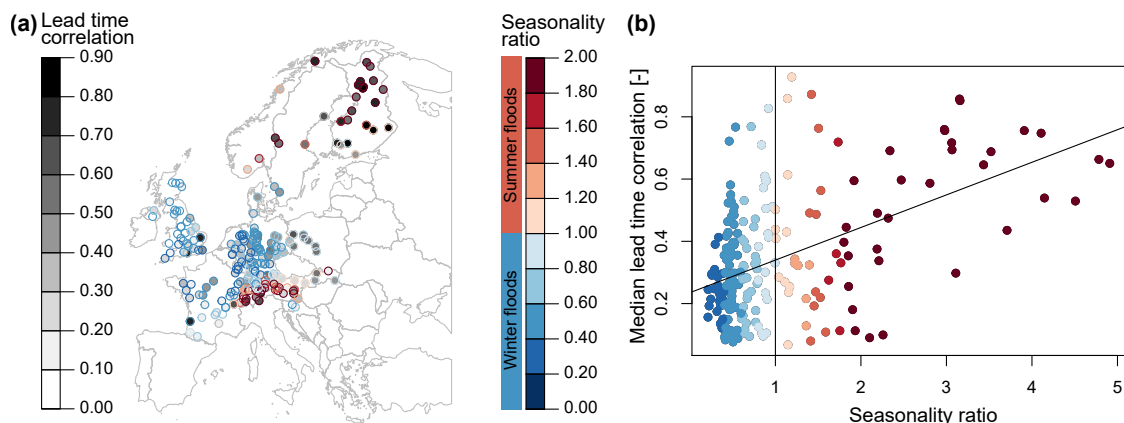 (a)
Lead time
correlation
0.90
0.80
0.70
0.60
0.50
0.40
0.30
0.20
0.10
0.00
Seasonality
ratio
Summer floods
Winter floods
2.00
1.80
1.60
1.40
1.20
1.00
0.80
0.60
0.40
0.20
0.00
(b)
Median lead time correlation [-]
0.8
0.6
0.4
0.2
1 2 3 4 5
Seasonality ratio